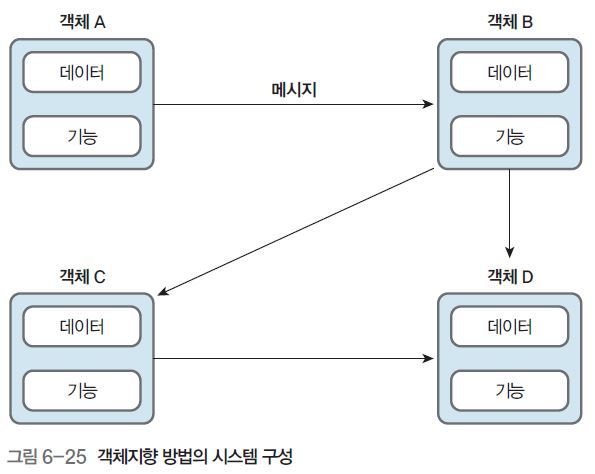 객체 A
객체 B
데이터
데이터
메시지
기능
기능
객체 C
객체 D
데이터
데이터
기능
기능
그림 6-25 객체지향 방법의 시스템 구성